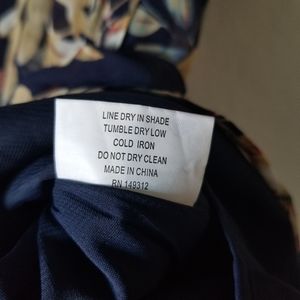 LINE DRY IN SHADE
TUMBLE DRY LOW
COLD IRON
DO NOT DRY CLEAN
MADE IN CHINA
RN 149312